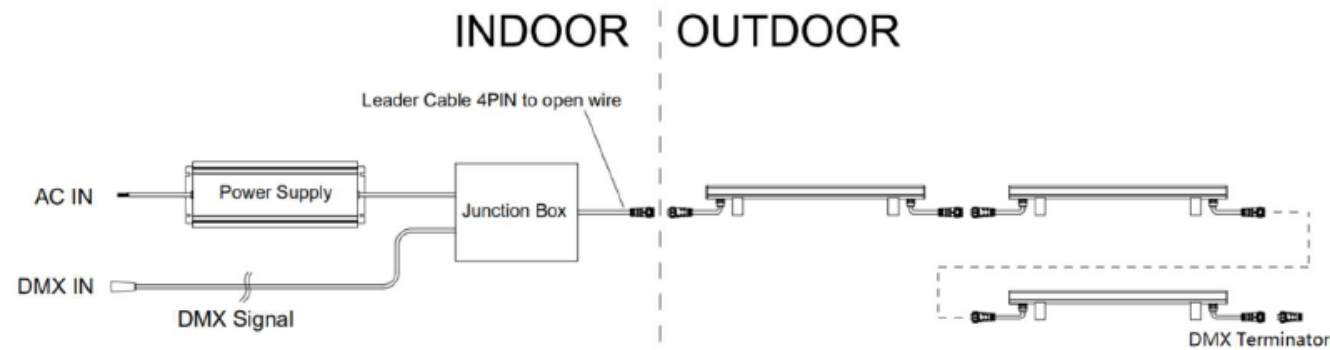 INDOOR
OUTDOOR
Leader Cable 4PIN to open wire
AC IN
Power Supply
Junction Box
DMX IN
DMX Signal
DMX Terminator